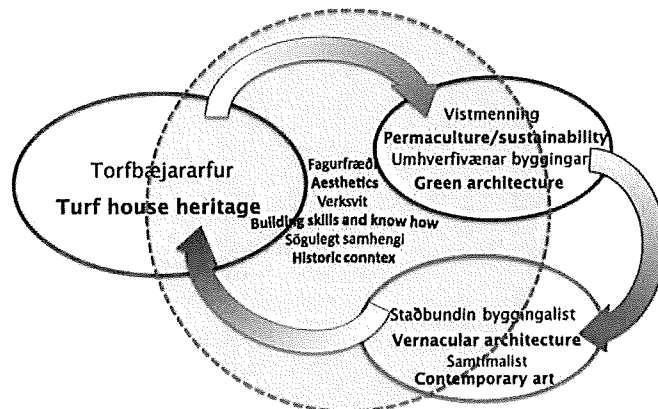 Torfbæjararfur
Turf house heritage
Fagurfræði
Aesthetics
Verksvit
Building skills and know how
Sögulegt samhengi
Historic conntex
Vistmenning
Permaculture/sustainability
Umhverfivænar byggingar
Green architecture
Staðbundin byggingalist
Vernacular architecture
Samtímalist
Contemporary art